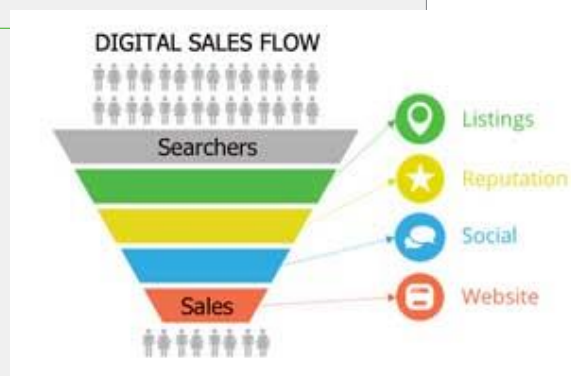 DIGITAL SALES FLOW
Searchers
Listings
Reputation
Social
Sales
Website